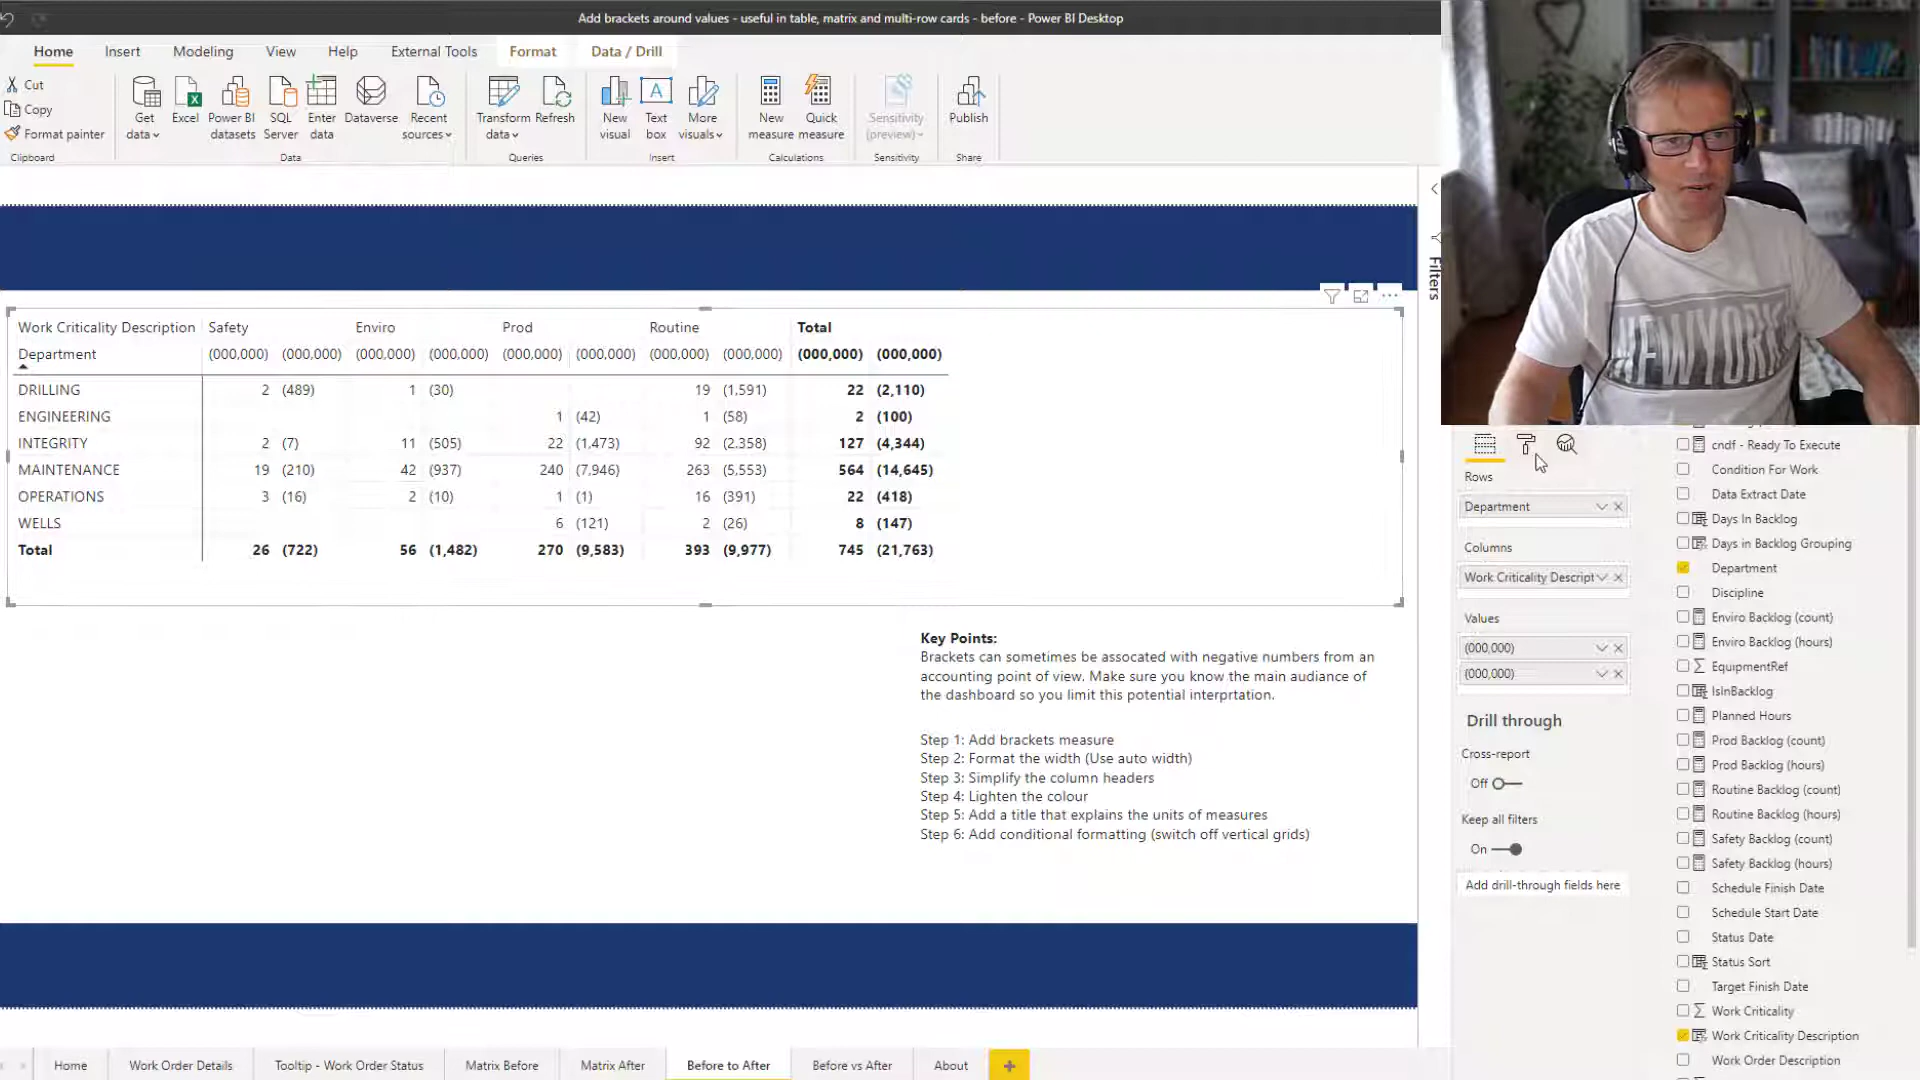 Add brackets around values - useful in table, matrix and multi-row cards - before - Power BI Desktop
Home Insert Modeling View Help External Tools Format Data / Drill
Cut
Copy
Format painter
Clipboard
Get data
Excel
Power BI datasets
SQL Server
Enter data
Dataverse
Recent sources
Data
Transform data
Refresh
Queries
New visual
Text box
More visuals
Insert
New measure
Quick measure
Calculations
Sensitivity (preview)
Sensitivity
Publish
Share
Filters
Work Criticality Description Safety Enviro Prod Routine Total
Department (000,000) (000,000) (000,000) (000,000) (000,000) (000,000) (000,000) (000,000) (000,000) (000,000)
DRILLING 2 (489) 1 (30) 19 (1,591) 22 (2,110)
ENGINEERING 1 (42) 1 (58) 2 (100)
INTEGRITY 2 (7) 11 (505) 22 (1,473) 92 (2,358) 127 (4,344)
MAINTENANCE 19 (210) 42 (937) 240 (7,946) 263 (5,553) 564 (14,645)
OPERATIONS 3 (16) 2 (10) 1 (1) 16 (391) 22 (418)
WELLS 6 (121) 2 (26) 8 (147)
Total 26 (722) 56 (1,482) 270 (9,583) 393 (9,977) 745 (21,763)
Key Points:
Brackets can sometimes be assocated with negative numbers from an
accounting point of view. Make sure you know the main audiance of
the dashboard so you limit this potential interprtation.
Step 1: Add brackets measure
Step 2: Format the width (Use auto width)
Step 3: Simplify the column headers
Step 4: Lighten the colour
Step 5: Add a title that explains the units of measures
Step 6: Add conditional formatting (switch off vertical grids)
Rows
Department
Columns
Work Criticality Descript
Values
(000,000)
(000,000)
Drill through
Cross-report
Off
Keep all filters
On
Add drill-through fields here
cndf - Ready To Execute
Condition For Work
Data Extract Date
Days In Backlog
Days in Backlog Grouping
Department
Discipline
Enviro Backlog (count)
Enviro Backlog (hours)
EquipmentRef
IsInBacklog
Planned Hours
Prod Backlog (count)
Prod Backlog (hours)
Routine Backlog (count)
Routine Backlog (hours)
Safety Backlog (count)
Safety Backlog (hours)
Schedule Finish Date
Schedule Start Date
Status Date
Status Sort
Target Finish Date
Work Criticality
Work Criticality Description
Work Order Description
Home Work Order Details Tooltip - Work Order Status Matrix Before Matrix After Before to After Before vs After About +